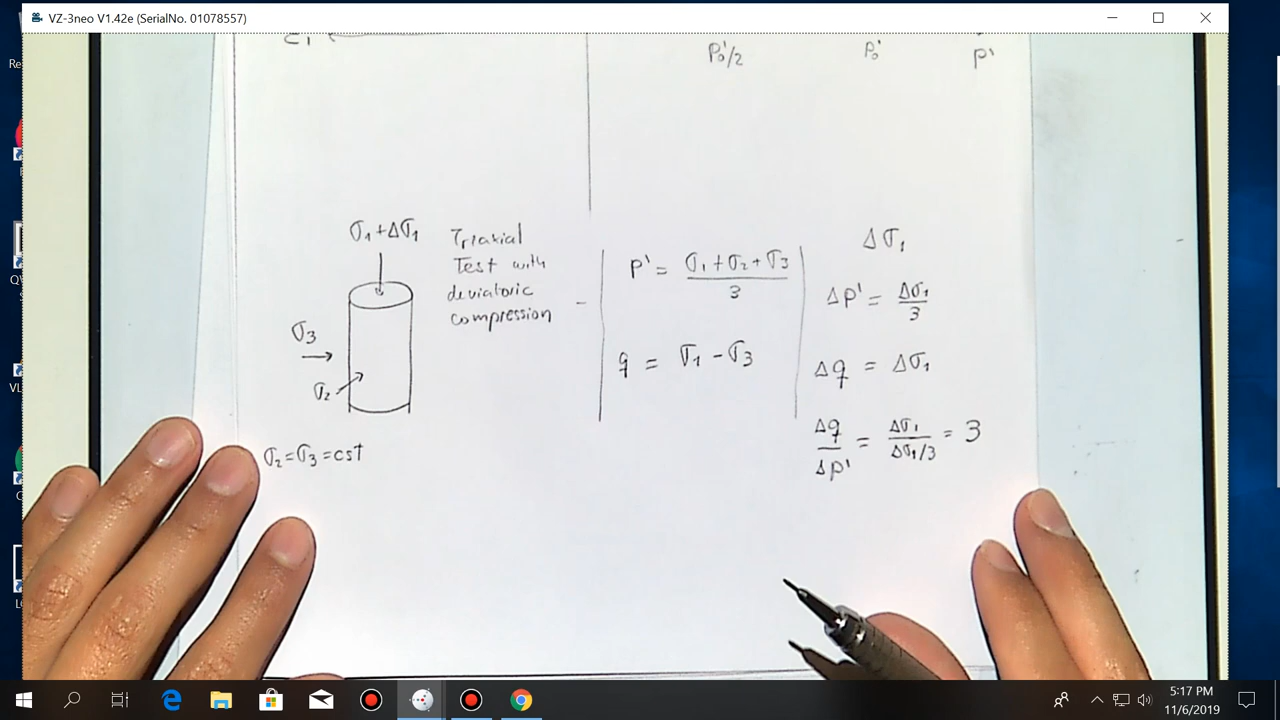 VZ-3neo V1.42e (SerialNo. 01078557)
ε₁
P₀'/2
P₀'
P'
σ₁ + Δσ₁
Triaxial
Test with
deviatoric
compression
σ₃
σ₂
σ₂ = σ₃ = cst
P' = (σ₁ + σ₂ + σ₃)/3
q = σ₁ - σ₃
Δσ₁
ΔP' = Δσ₁/3
Δq = Δσ₁
Δq/ΔP' = Δσ₁/(Δσ₁/3) = 3
5:17 PM
11/6/2019